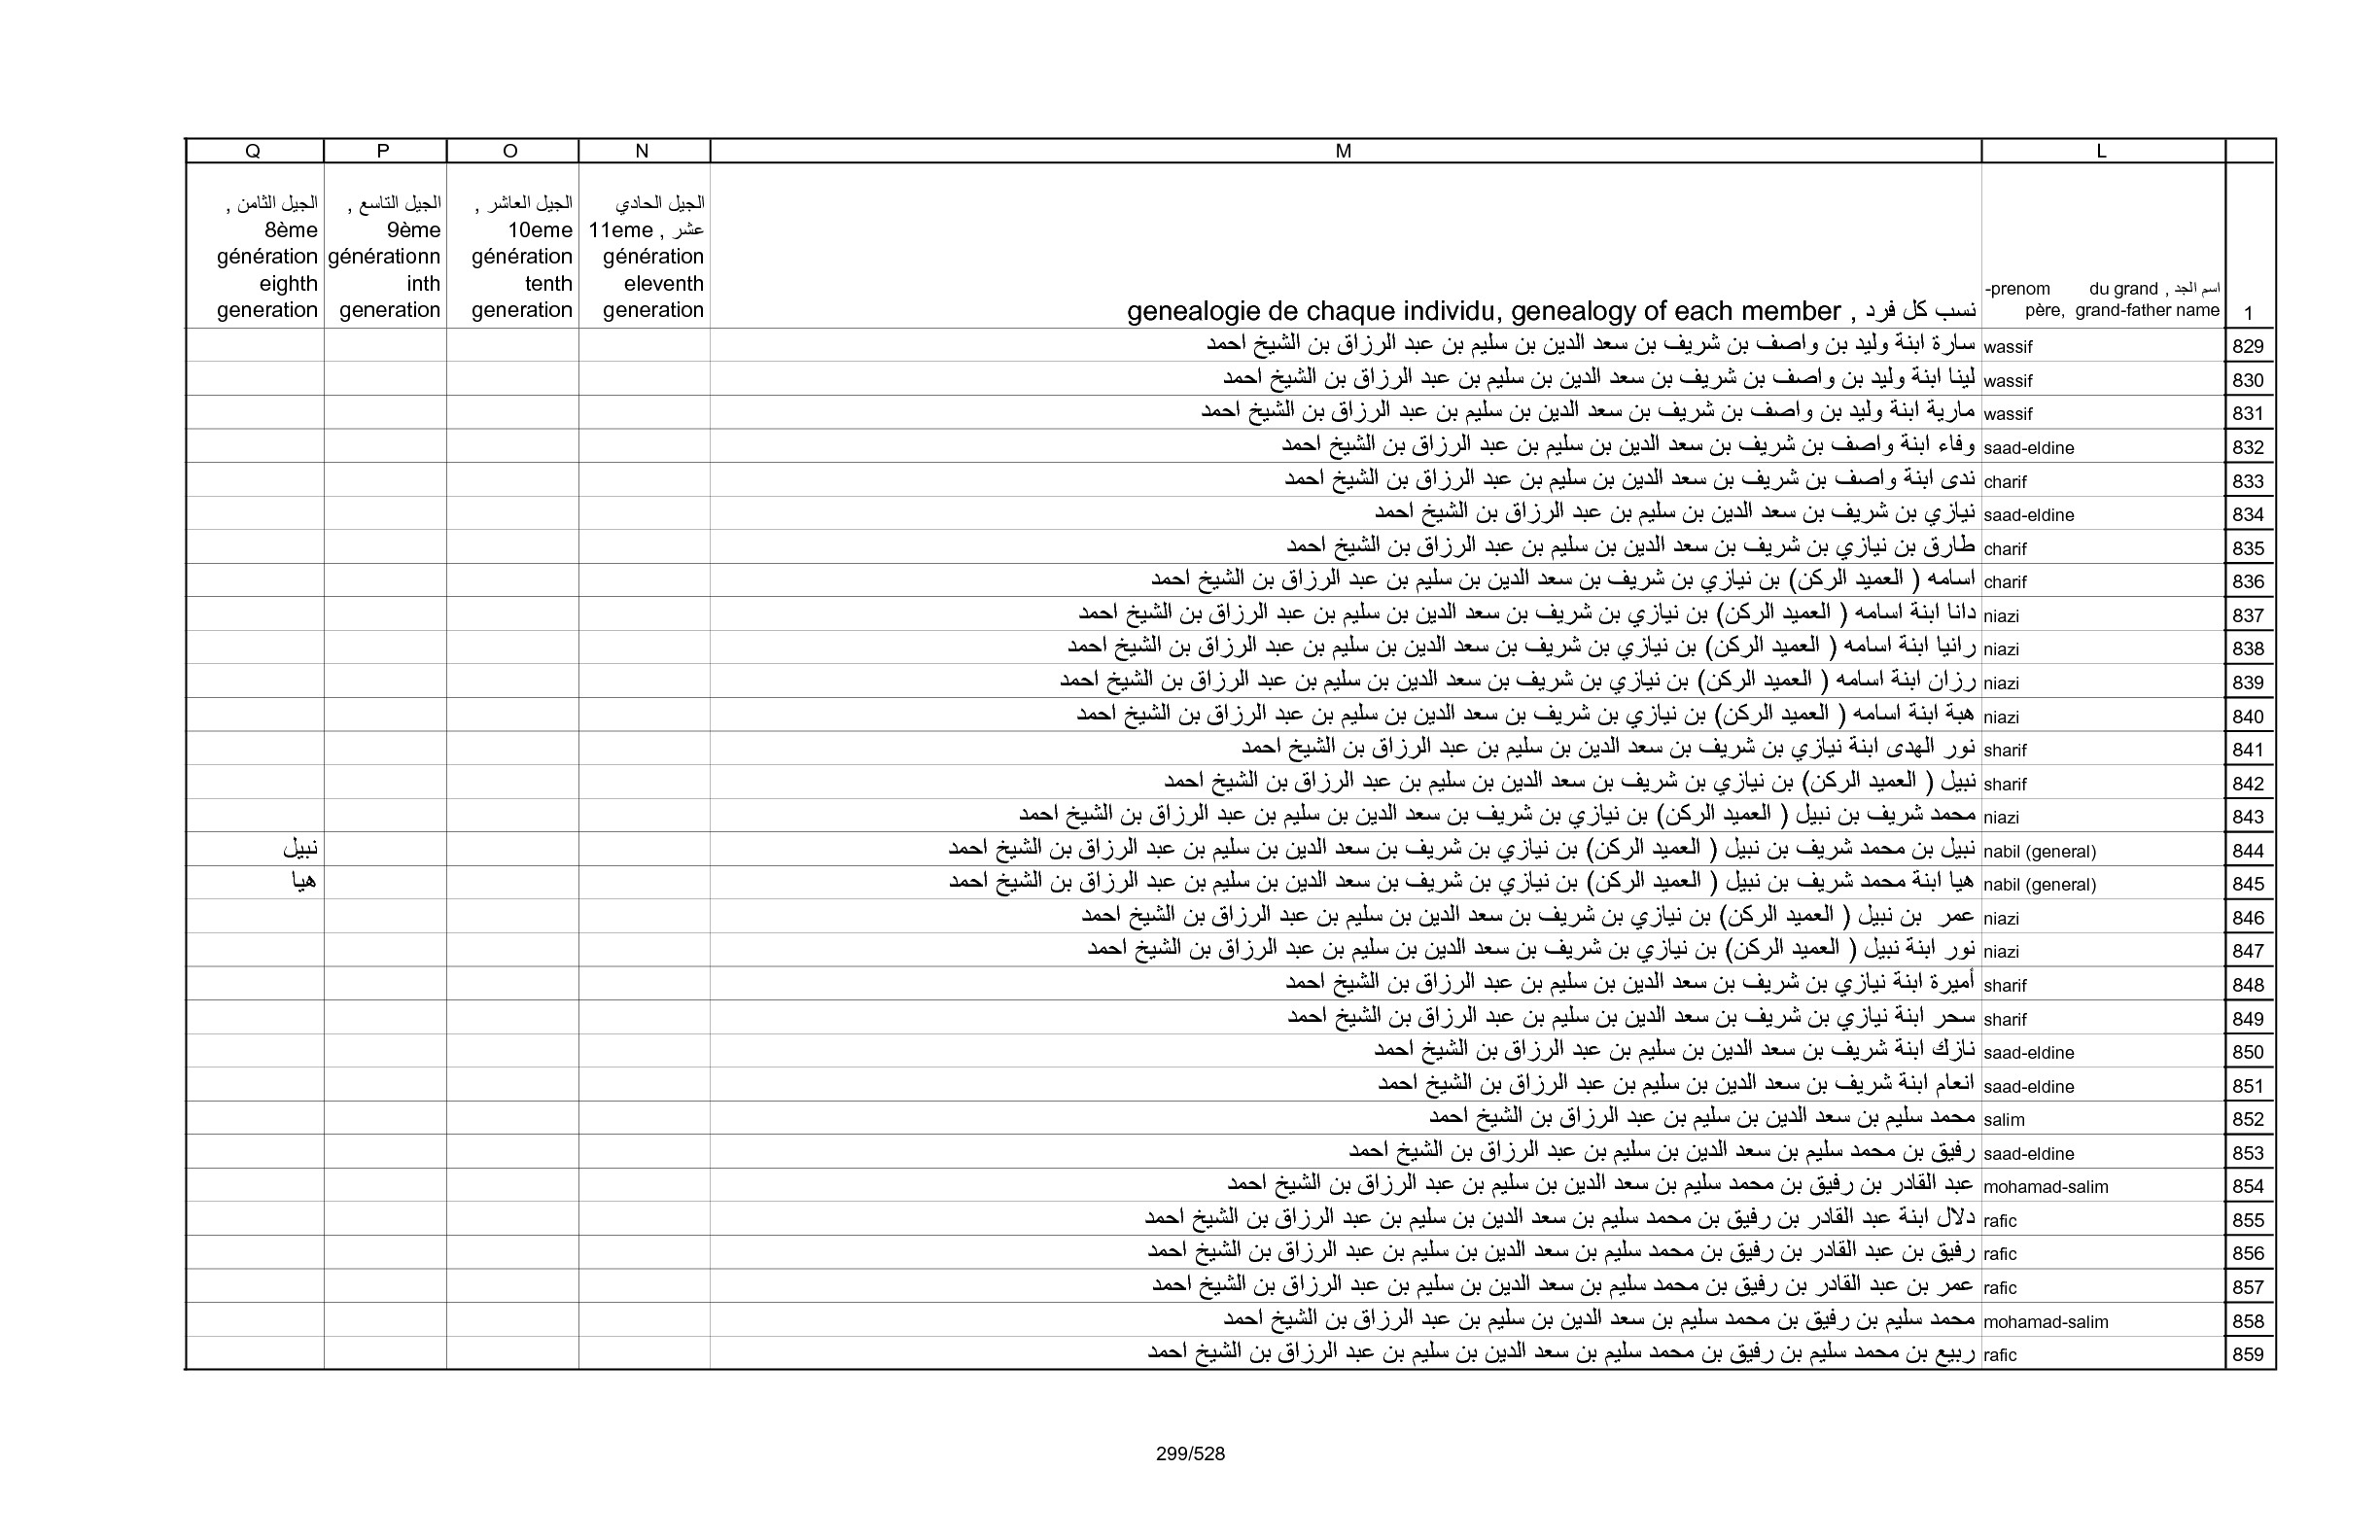 L M N O P Q
1 اسم الجد , prenom du grand-père, grand-father name نسب كل فرد , genealogie de chaque individu, genealogy of each member الجيل الحادي عشر , 11eme génération eleventh generation الجيل العاشر , 10eme génération tenth generation الجيل التاسع , 9ème générationn inth generation الجيل الثامن , 8ème génération eighth generation
829 wassif سارة ابنة وليد بن واصف بن شريف بن سعد الدين بن سليم بن عبد الرزاق بن الشيخ احمد
830 wassif لينا ابنة وليد بن واصف بن شريف بن سعد الدين بن سليم بن عبد الرزاق بن الشيخ احمد
831 wassif مارية ابنة وليد بن واصف بن شريف بن سعد الدين بن سليم بن عبد الرزاق بن الشيخ احمد
832 saad-eldine وفاء ابنة واصف بن شريف بن سعد الدين بن سليم بن عبد الرزاق بن الشيخ احمد
833 charif ندى ابنة واصف بن شريف بن سعد الدين بن سليم بن عبد الرزاق بن الشيخ احمد
834 saad-eldine نيازي بن شريف بن سعد الدين بن سليم بن عبد الرزاق بن الشيخ احمد
835 charif طارق بن نيازي بن شريف بن سعد الدين بن سليم بن عبد الرزاق بن الشيخ احمد
836 charif اسامه ( العميد الركن) بن نيازي بن شريف بن سعد الدين بن سليم بن عبد الرزاق بن الشيخ احمد
837 niazi دانا ابنة اسامه ( العميد الركن) بن نيازي بن شريف بن سعد الدين بن سليم بن عبد الرزاق بن الشيخ احمد
838 niazi رانيا ابنة اسامه ( العميد الركن) بن نيازي بن شريف بن سعد الدين بن سليم بن عبد الرزاق بن الشيخ احمد
839 niazi رزان ابنة اسامه ( العميد الركن) بن نيازي بن شريف بن سعد الدين بن سليم بن عبد الرزاق بن الشيخ احمد
840 niazi هبة ابنة اسامه ( العميد الركن) بن نيازي بن شريف بن سعد الدين بن سليم بن عبد الرزاق بن الشيخ احمد
841 sharif نور الهدى ابنة نيازي بن شريف بن سعد الدين بن سليم بن عبد الرزاق بن الشيخ احمد
842 sharif نبيل ( العميد الركن) بن نيازي بن شريف بن سعد الدين بن سليم بن عبد الرزاق بن الشيخ احمد
843 niazi محمد شريف بن نبيل ( العميد الركن) بن نيازي بن شريف بن سعد الدين بن سليم بن عبد الرزاق بن الشيخ احمد
844 nabil (general) نبيل بن محمد شريف بن نبيل ( العميد الركن) بن نيازي بن شريف بن سعد الدين بن سليم بن عبد الرزاق بن الشيخ احمد نبيل
845 nabil (general) هيا ابنة محمد شريف بن نبيل ( العميد الركن) بن نيازي بن شريف بن سعد الدين بن سليم بن عبد الرزاق بن الشيخ احمد هيا
846 niazi عمر بن نبيل ( العميد الركن) بن نيازي بن شريف بن سعد الدين بن سليم بن عبد الرزاق بن الشيخ احمد
847 niazi نور ابنة نبيل ( العميد الركن) بن نيازي بن شريف بن سعد الدين بن سليم بن عبد الرزاق بن الشيخ احمد
848 sharif أميرة ابنة نيازي بن شريف بن سعد الدين بن سليم بن عبد الرزاق بن الشيخ احمد
849 sharif سحر ابنة نيازي بن شريف بن سعد الدين بن سليم بن عبد الرزاق بن الشيخ احمد
850 saad-eldine نازك ابنة شريف بن سعد الدين بن سليم بن عبد الرزاق بن الشيخ احمد
851 saad-eldine انعام ابنة شريف بن سعد الدين بن سليم بن عبد الرزاق بن الشيخ احمد
852 salim محمد سليم بن سعد الدين بن سليم بن عبد الرزاق بن الشيخ احمد
853 saad-eldine رفيق بن محمد سليم بن سعد الدين بن سليم بن عبد الرزاق بن الشيخ احمد
854 mohamad-salim عبد القادر بن رفيق بن محمد سليم بن سعد الدين بن سليم بن عبد الرزاق بن الشيخ احمد
855 rafic دلال ابنة عبد القادر بن رفيق بن محمد سليم بن سعد الدين بن سليم بن عبد الرزاق بن الشيخ احمد
856 rafic رفيق بن عبد القادر بن رفيق بن محمد سليم بن سعد الدين بن سليم بن عبد الرزاق بن الشيخ احمد
857 rafic عمر بن عبد القادر بن رفيق بن محمد سليم بن سعد الدين بن سليم بن عبد الرزاق بن الشيخ احمد
858 mohamad-salim محمد سليم بن رفيق بن محمد سليم بن سعد الدين بن سليم بن عبد الرزاق بن الشيخ احمد
859 rafic ربيع بن محمد سليم بن رفيق بن محمد سليم بن سعد الدين بن سليم بن عبد الرزاق بن الشيخ احمد
299/528